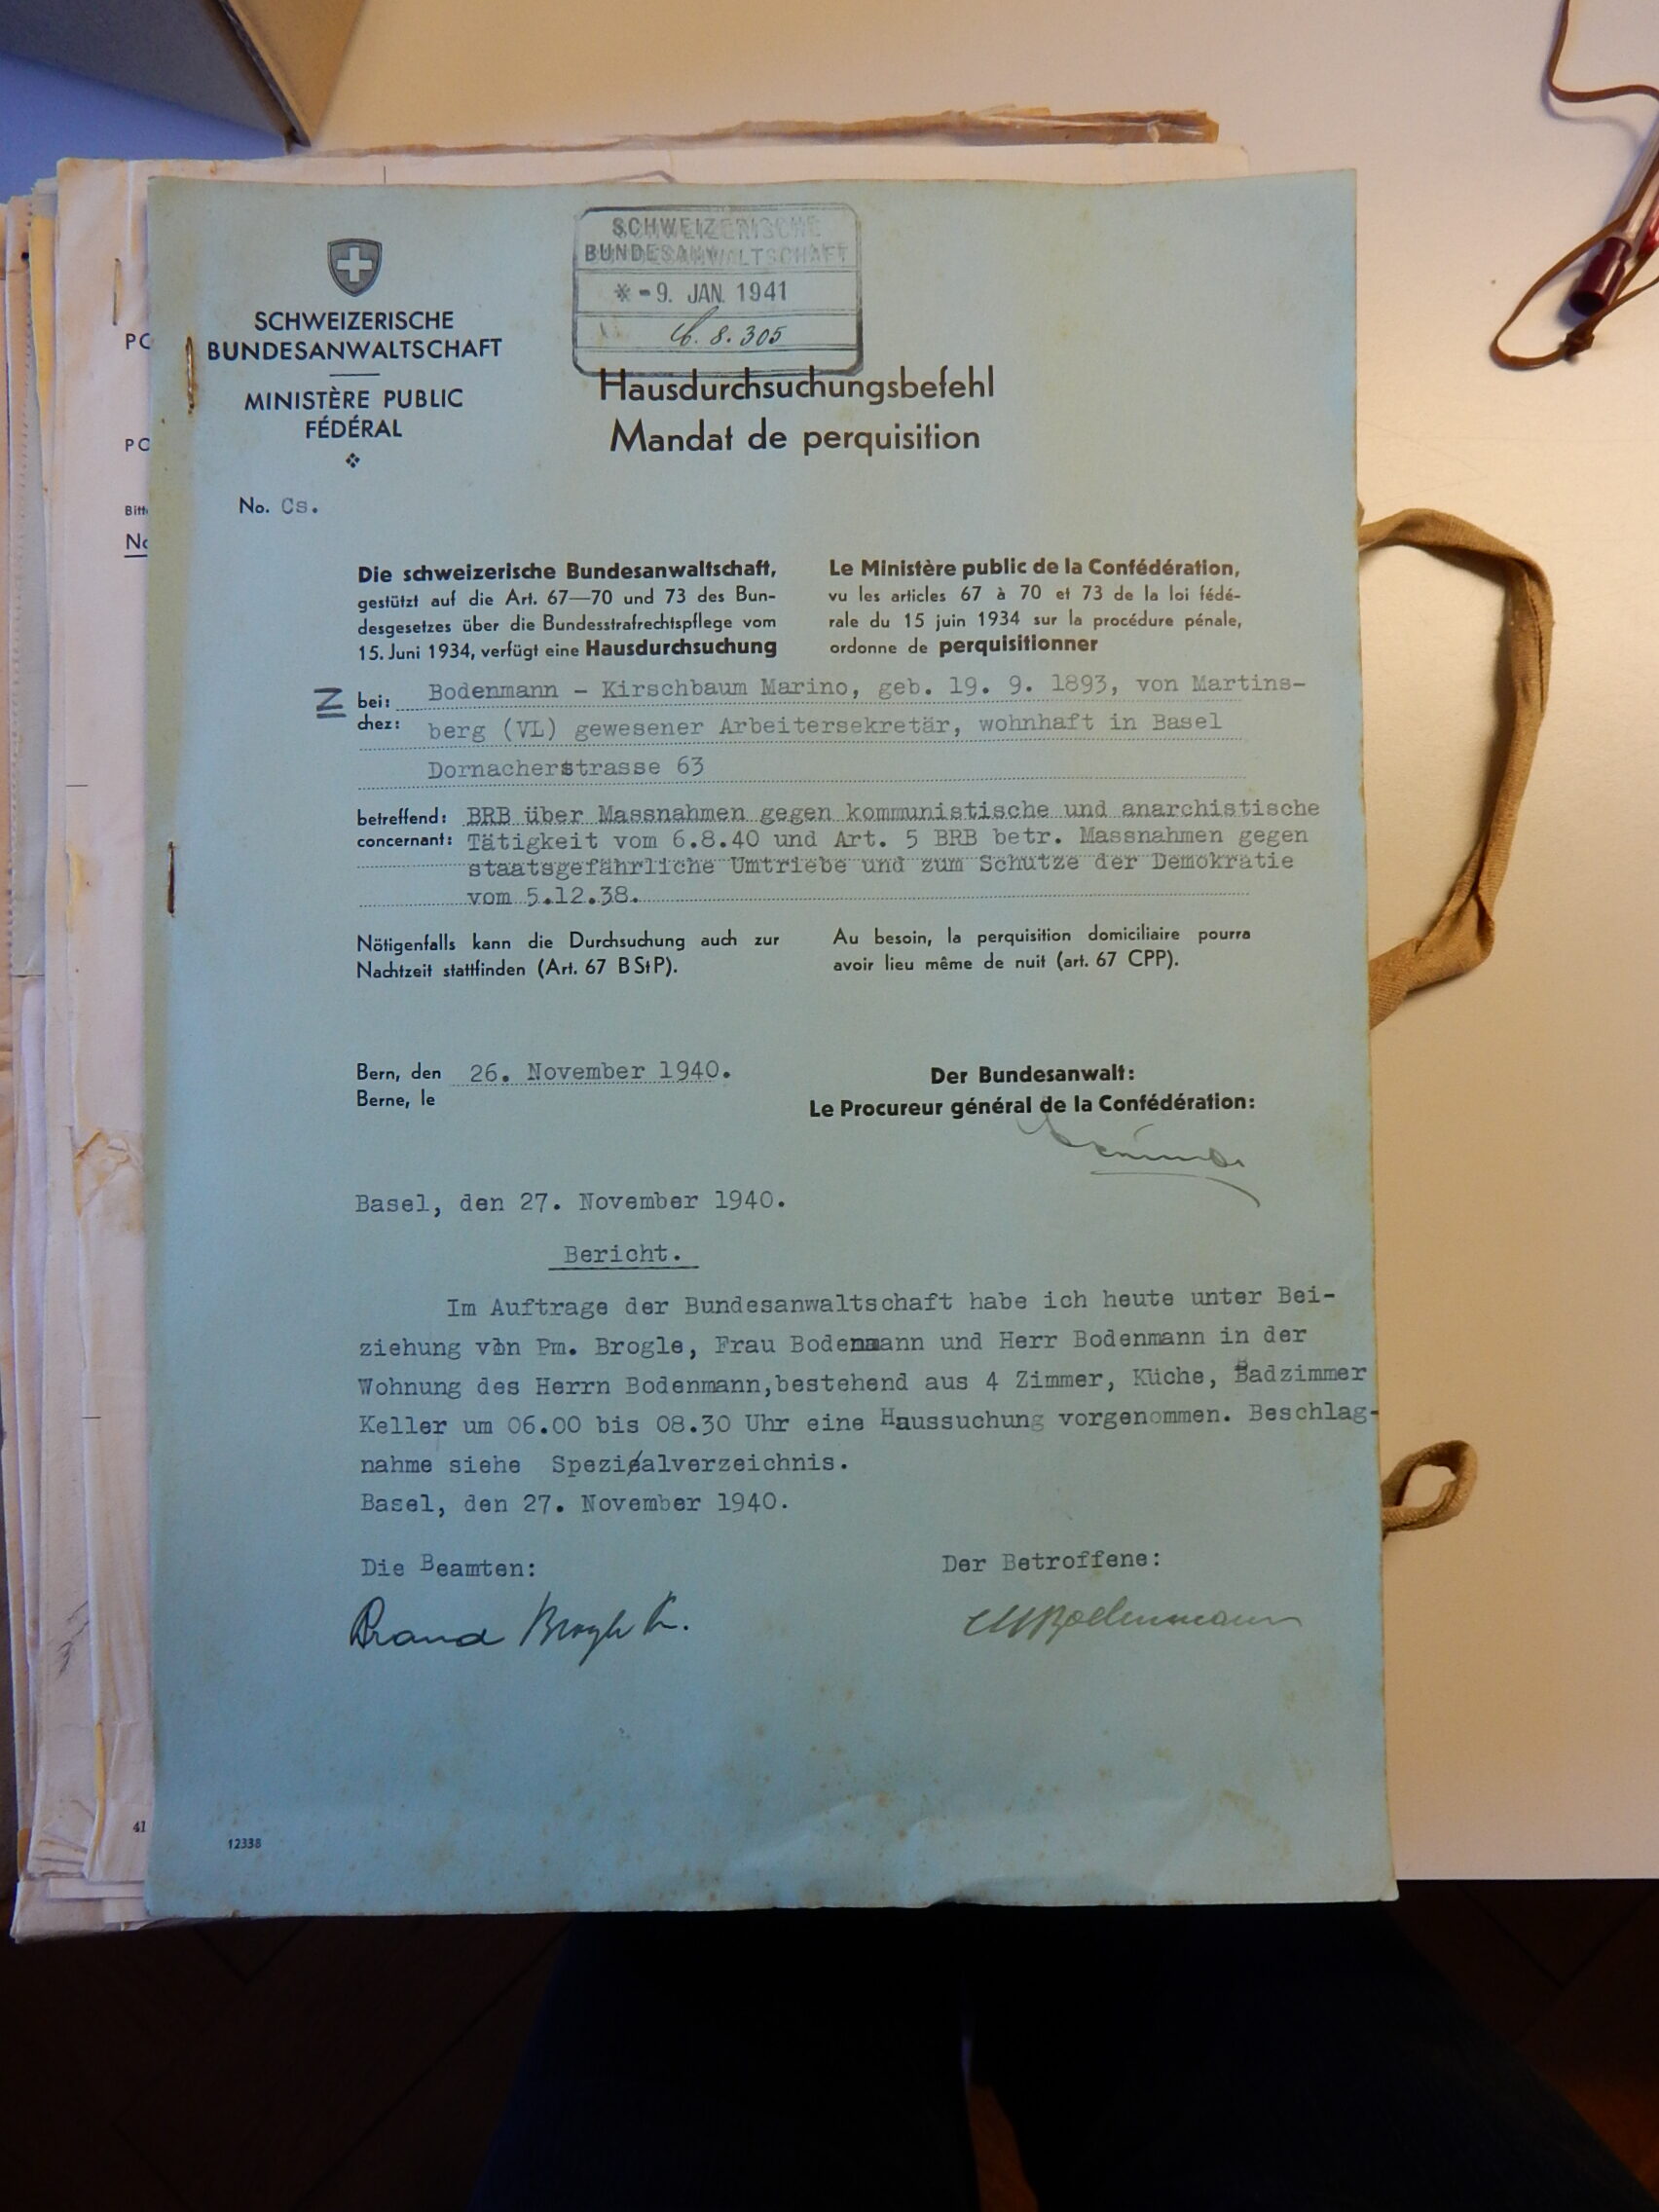 SCHWEIZERISCHE
BUNDESANWALTSCHAFT
MINISTÈRE PUBLIC
FÉDÉRAL
SCHWEIZERISCHE
BUNDESANWALTSCHAFT
* -9. JAN. 1941
8.305
Hausdurchsuchungsbefehl
Mandat de perquisition
No. Cs.
Die schweizerische Bundesanwaltschaft,
gestützt auf die Art. 67—70 und 73 des Bun-
desgesetzes über die Bundesstrafrechtspflege vom
15. Juni 1934, verfügt eine Hausdurchsuchung
Le Ministère public de la Confédération,
vu les articles 67 à 70 et 73 de la loi fédé-
rale du 15 juin 1934 sur la procédure pénale,
ordonne de perquisitionner
bei: Bodenmann - Kirschbaum Marino, geb. 19. 9. 1893, von Martins-
chez: berg (VL) gewesener Arbeitersekretär, wohnhaft in Basel
Dornacherstrasse 63
betreffend: BRB über Massnahmen gegen kommunistische und anarchistische
concernant: Tätigkeit vom 6.8.40 und Art. 5 BRB betr. Massnahmen gegen
staatsgefährliche Umtriebe und zum Schutze der Demokratie
vom 5.12.38.
Nötigenfalls kann die Durchsuchung auch zur
Nachtzeit stattfinden (Art. 67 BStP).
Au besoin, la perquisition domiciliaire pourra
avoir lieu même de nuit (art. 67 CPP).
Bern, den 26. November 1940.
Berne, le
Der Bundesanwalt:
Le Procureur général de la Confédération:
Basel, den 27. November 1940.
Bericht.
Im Auftrage der Bundesanwaltschaft habe ich heute unter Bei-
ziehung von Pm. Brogle, Frau Bodenmann und Herr Bodenmann in der
Wohnung des Herrn Bodenmann,bestehend aus 4 Zimmer, Küche, Badzimmer
Keller um 06.00 bis 08.30 Uhr eine Haussuchung vorgenommen. Beschlag-
nahme siehe Spezialverzeichnis.
Basel, den 27. November 1940.
Die Beamten:
Der Betroffene:
Brogle
Bodenmann
12338
PO
PO
Bitte
No
41